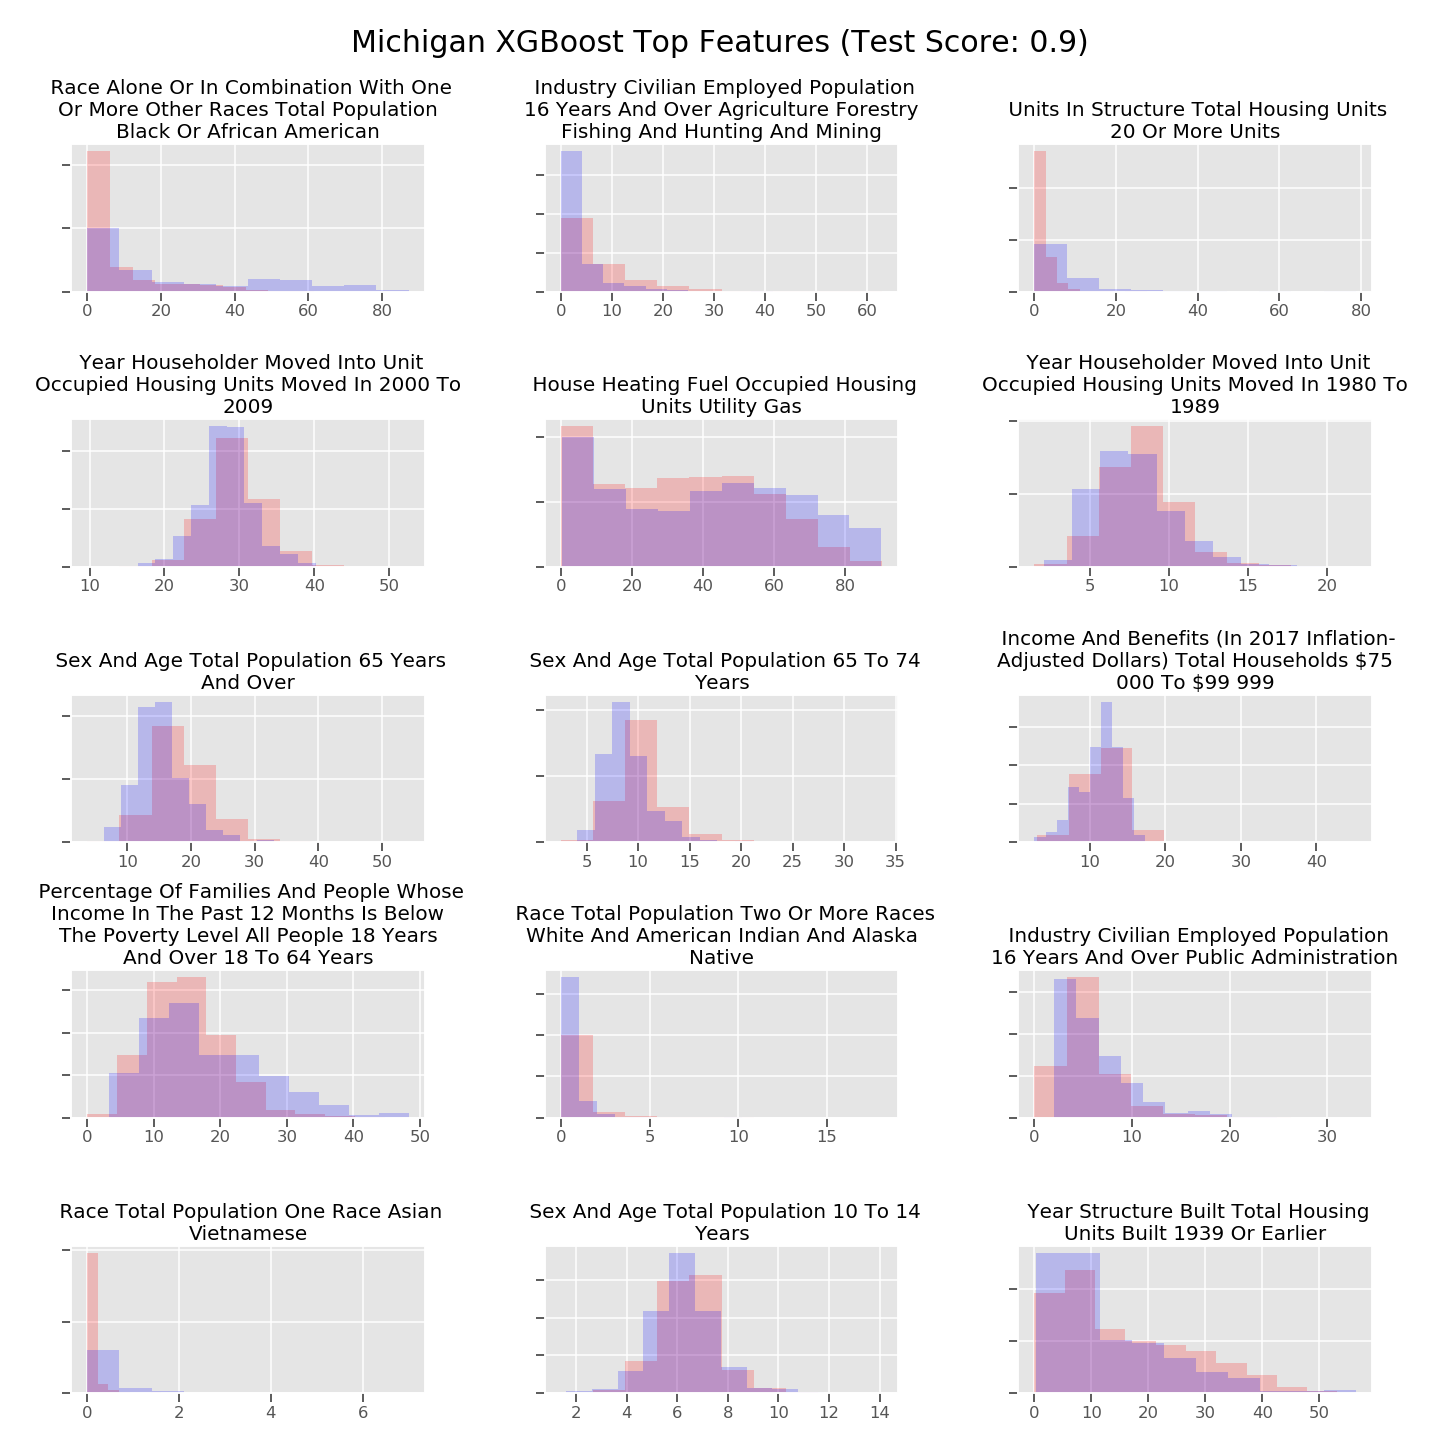 Michigan XGBoost Top Features (Test Score: 0.9)
Race Alone Or In Combination With One
Or More Other Races Total Population
Black Or African American
0 20 40 60 80
Industry Civilian Employed Population
16 Years And Over Agriculture Forestry
Fishing And Hunting And Mining
0 10 20 30 40 50 60
Units In Structure Total Housing Units
20 Or More Units
0 20 40 60 80
Year Householder Moved Into Unit
Occupied Housing Units Moved In 2000 To
2009
10 20 30 40 50
House Heating Fuel Occupied Housing
Units Utility Gas
0 20 40 60 80
Year Householder Moved Into Unit
Occupied Housing Units Moved In 1980 To
1989
5 10 15 20
Sex And Age Total Population 65 Years
And Over
10 20 30 40 50
Sex And Age Total Population 65 To 74
Years
5 10 15 20 25 30 35
Income And Benefits (In 2017 Inflation-
Adjusted Dollars) Total Households $75
000 To $99 999
10 20 30 40
Percentage Of Families And People Whose
Income In The Past 12 Months Is Below
The Poverty Level All People 18 Years
And Over 18 To 64 Years
0 10 20 30 40 50
Race Total Population Two Or More Races
White And American Indian And Alaska
Native
0 5 10 15
Industry Civilian Employed Population
16 Years And Over Public Administration
0 10 20 30
Race Total Population One Race Asian
Vietnamese
0 2 4 6
Sex And Age Total Population 10 To 14
Years
2 4 6 8 10 12 14
Year Structure Built Total Housing
Units Built 1939 Or Earlier
0 10 20 30 40 50